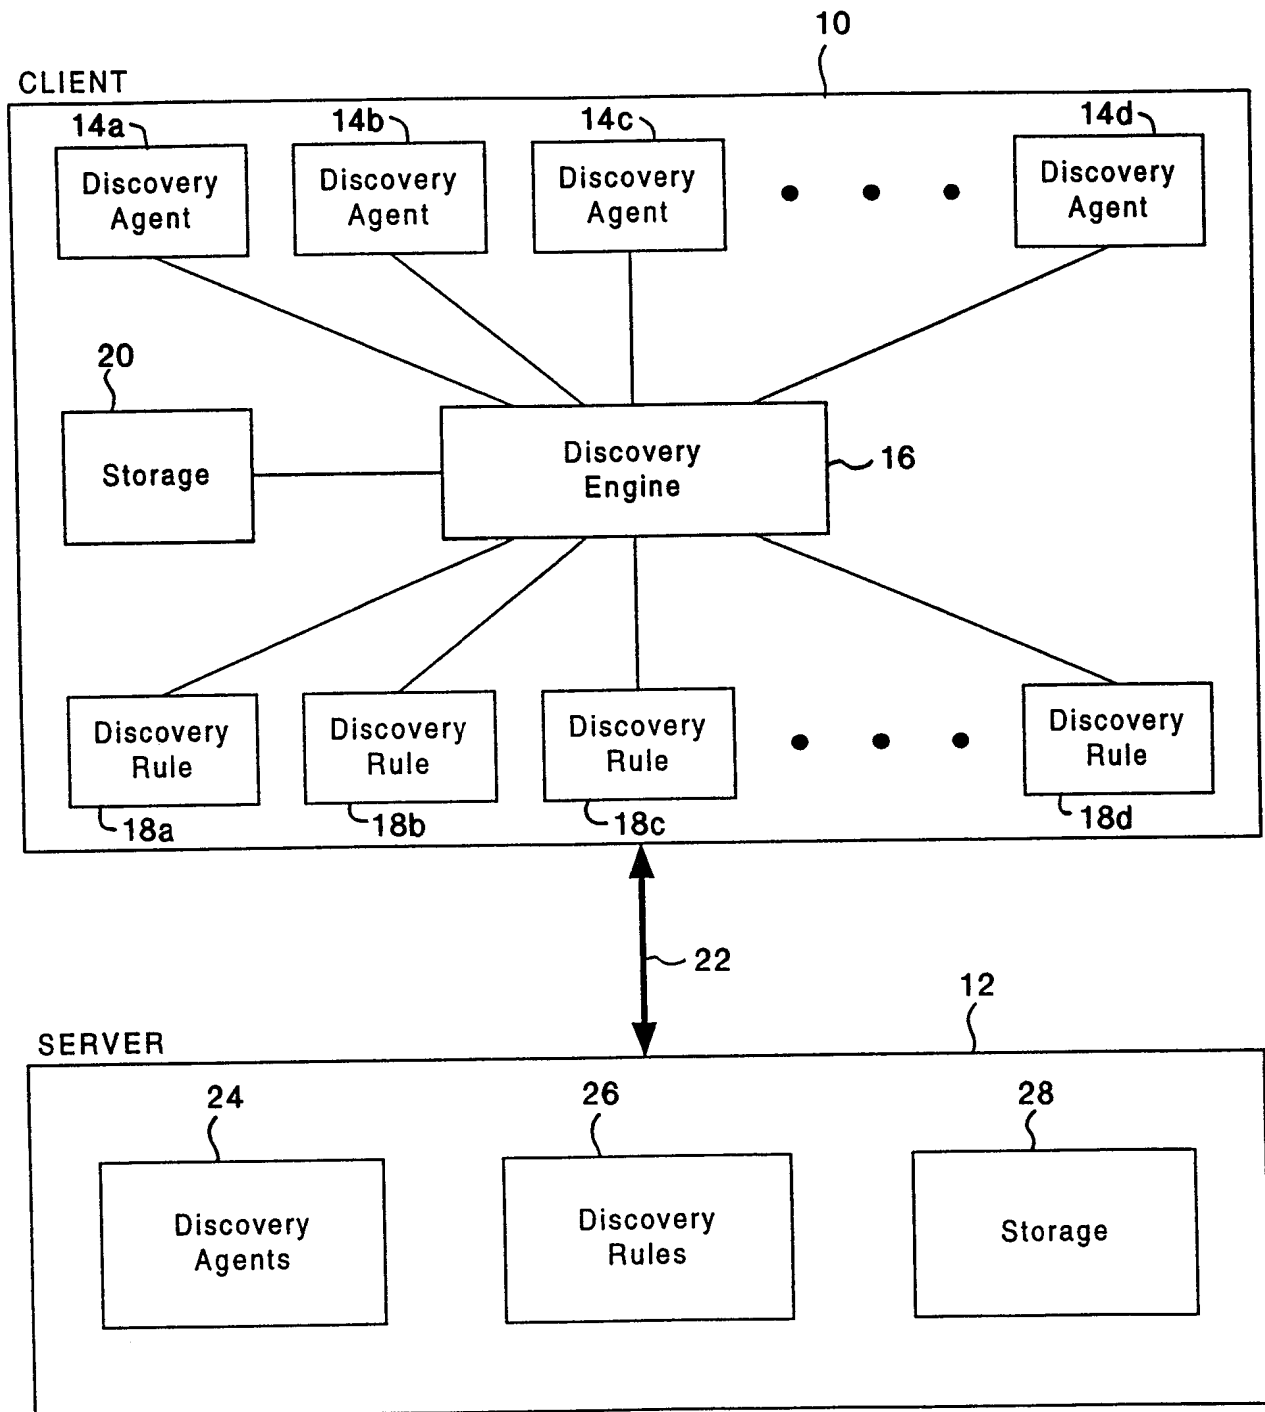 10
CLIENT
14a
14b
14c
14d
Discovery
Agent
Discovery
Agent
Discovery
Agent
Discovery
Agent
20
Storage
Discovery
Engine
16
Discovery
Rule
Discovery
Rule
Discovery
Rule
Discovery
Rule
18a
18b
18c
18d
22
12
SERVER
24
26
28
Discovery
Agents
Discovery
Rules
Storage